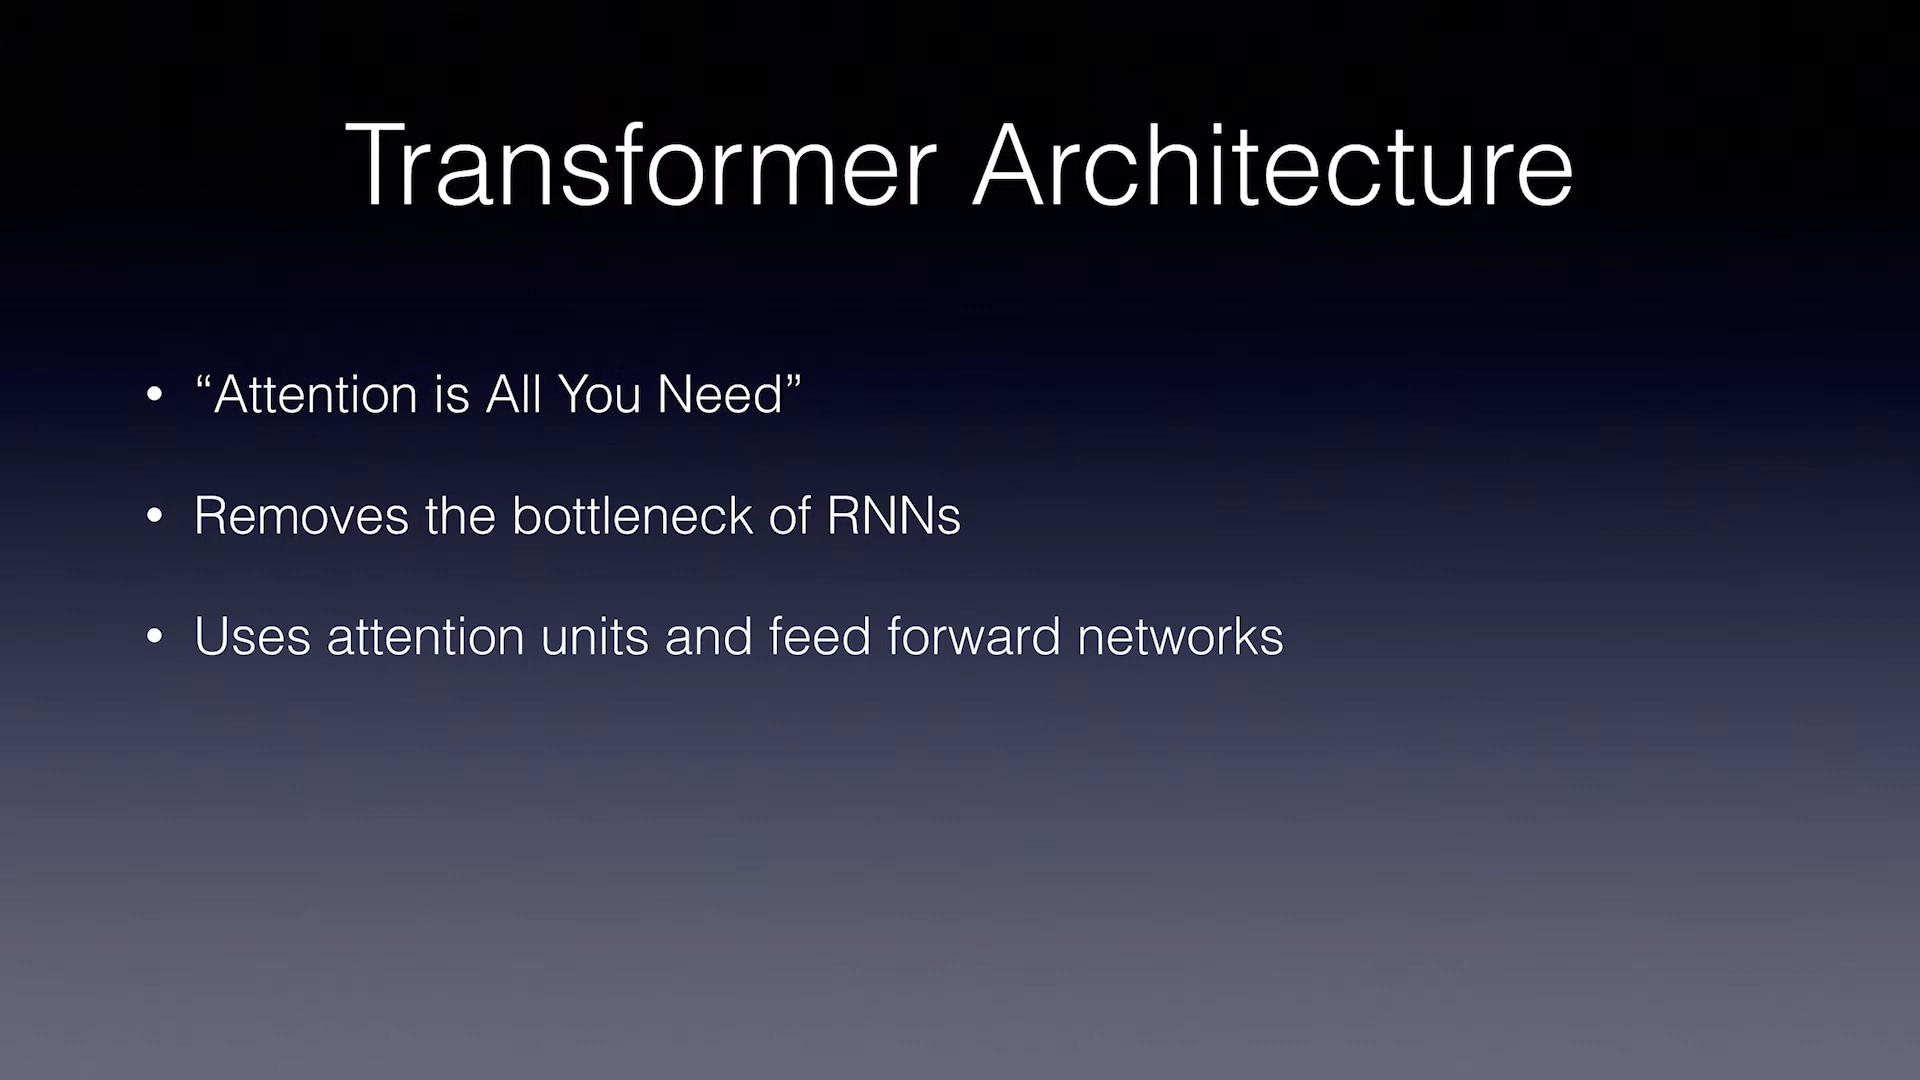 Transformer Architecture
• “Attention is All You Need”
• Removes the bottleneck of RNNs
• Uses attention units and feed forward networks